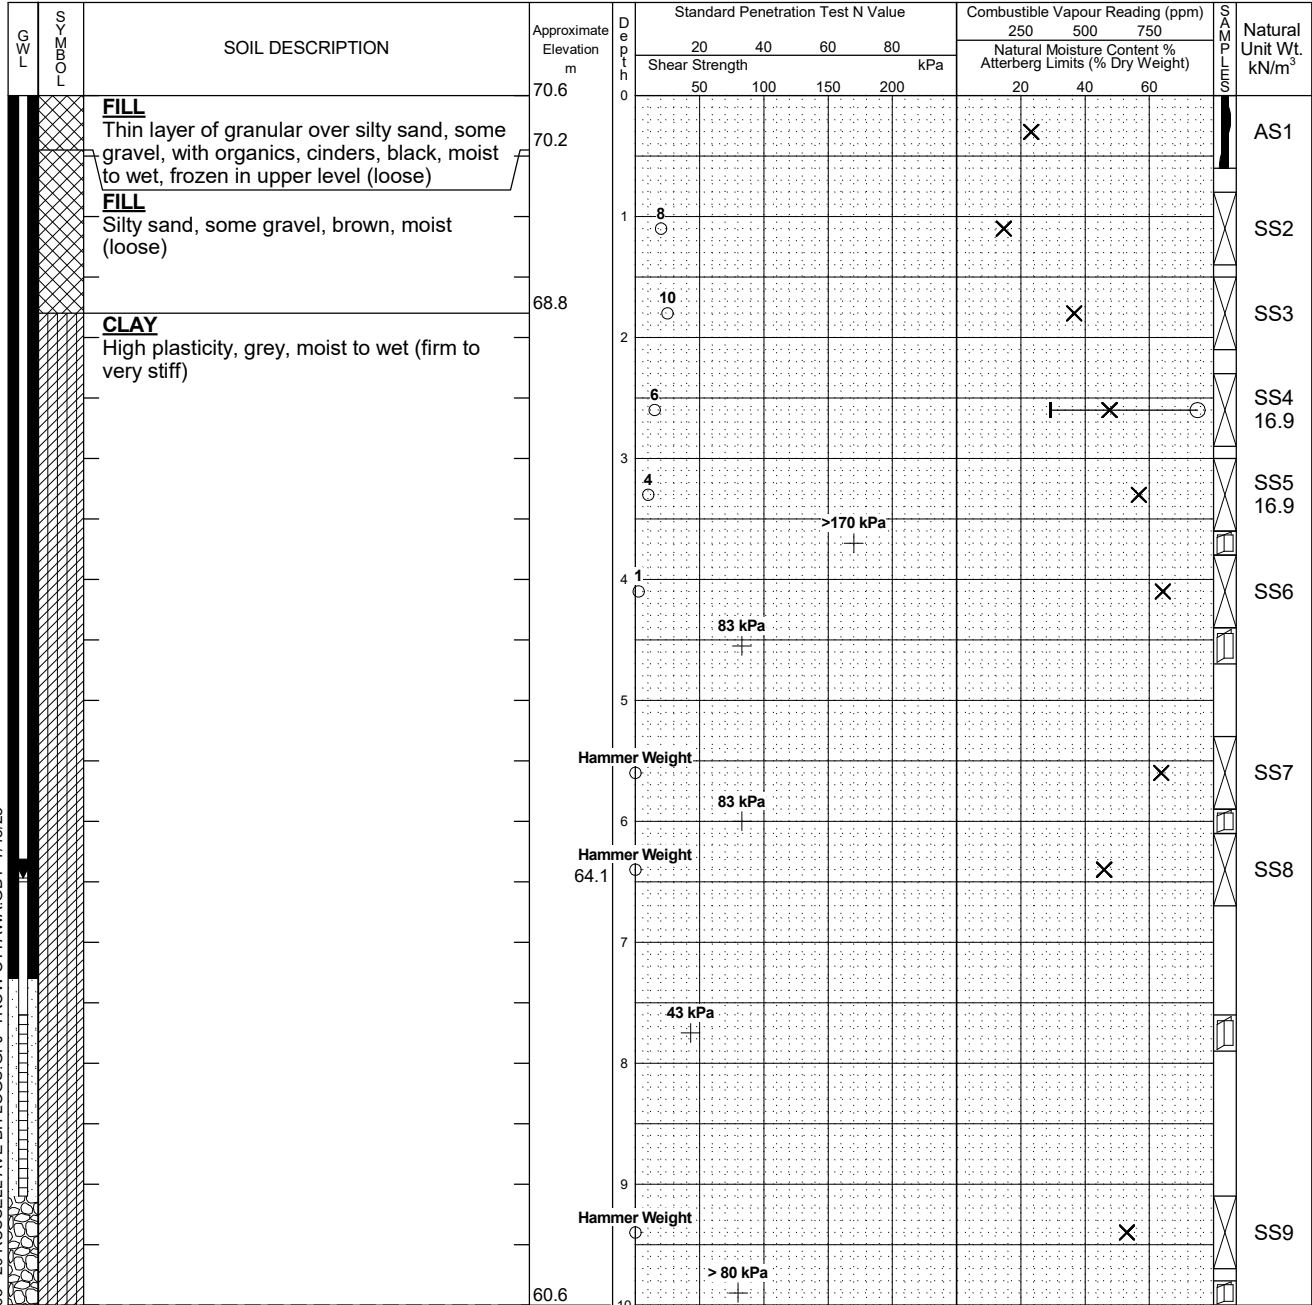 GWL
SYMBOL
SOIL DESCRIPTION
Approximate
Elevation
m
Depth
Standard Penetration Test N Value
20 40 60 80
Shear Strength kPa
50 100 150 200
Combustible Vapour Reading (ppm)
250 500 750
Natural Moisture Content %
Atterberg Limits (% Dry Weight)
20 40 60
SAMPLES
Natural
Unit Wt.
kN/m³
70.6
0
FILL
Thin layer of granular over silty sand, some
gravel, with organics, cinders, black, moist
to wet, frozen in upper level (loose)
70.2
AS1
FILL
Silty sand, some gravel, brown, moist
(loose)
1
8
SS2
68.8
10
SS3
CLAY
High plasticity, grey, moist to wet (firm to
very stiff)
2
6
SS4
16.9
3
4
SS5
16.9
>170 kPa
4
1
SS6
83 kPa
5
Hammer Weight
SS7
83 kPa
6
Hammer Weight
64.1
SS8
7
43 kPa
8
9
Hammer Weight
SS9
> 80 kPa
60.6
10